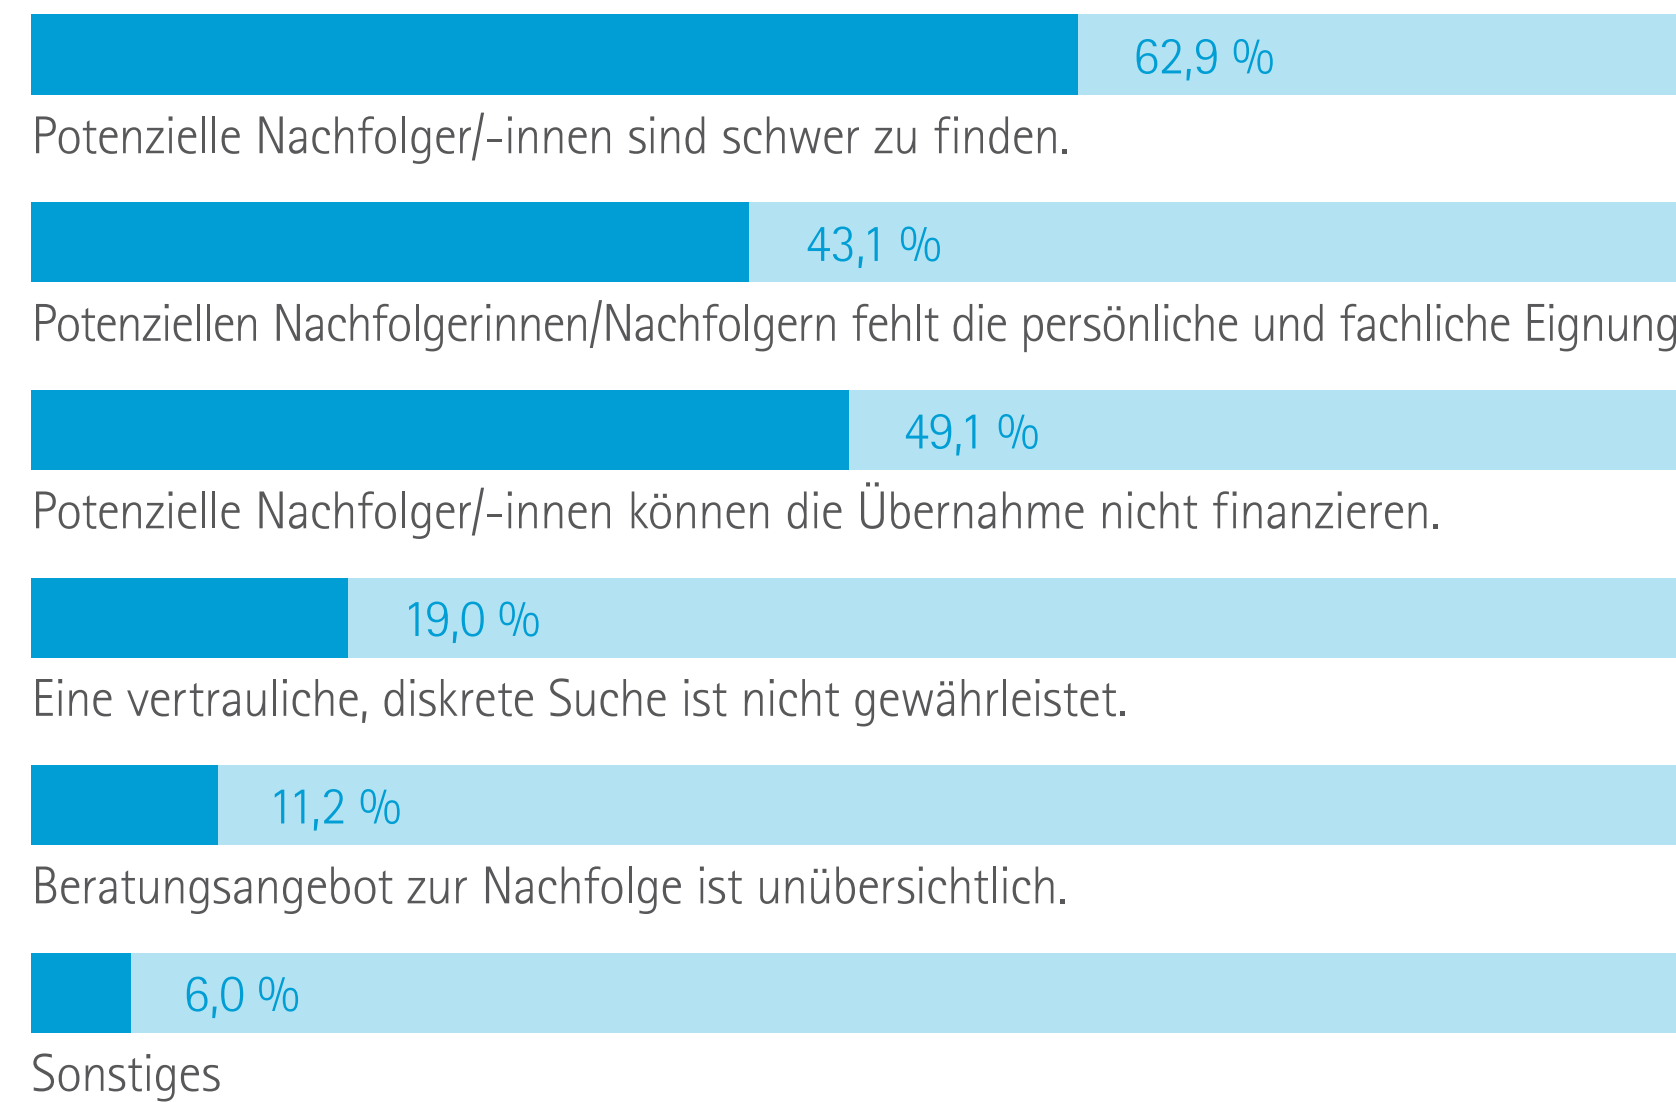 62,9 %
Potenzielle Nachfolger/-innen sind schwer zu finden.
43,1 %
Potenziellen Nachfolgerinnen/Nachfolgern fehlt die persönliche und fachliche Eignung
49,1 %
Potenzielle Nachfolger/-innen können die Übernahme nicht finanzieren.
19,0 %
Eine vertrauliche, diskrete Suche ist nicht gewährleistet.
11,2 %
Beratungsangebot zur Nachfolge ist unübersichtlich.
6,0 %
Sonstiges